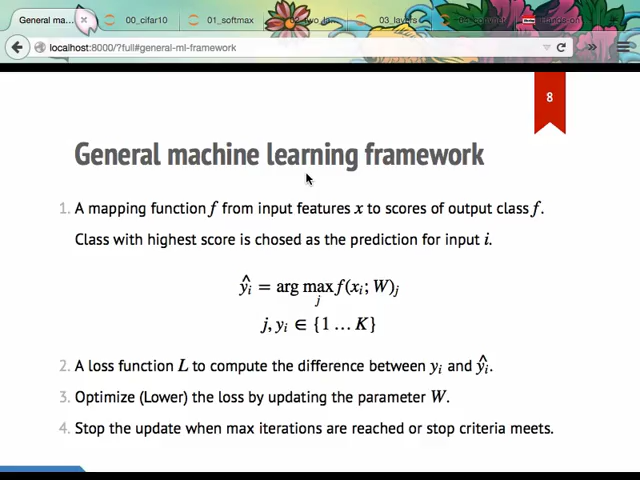 General ma...
00_cifar10
01_softmax
03_layers
localhost:8000/?full#general-ml-framework
8
General machine learning framework
1. A mapping function f from input features x to scores of output class f.
Class with highest score is chosed as the prediction for input i.
ŷᵢ = arg max f(xᵢ; W)ⱼ
j
j, yᵢ ∈ {1 … K}
2. A loss function L to compute the difference between yᵢ and ŷᵢ.
3. Optimize (Lower) the loss by updating the parameter W.
4. Stop the update when max iterations are reached or stop criteria meets.